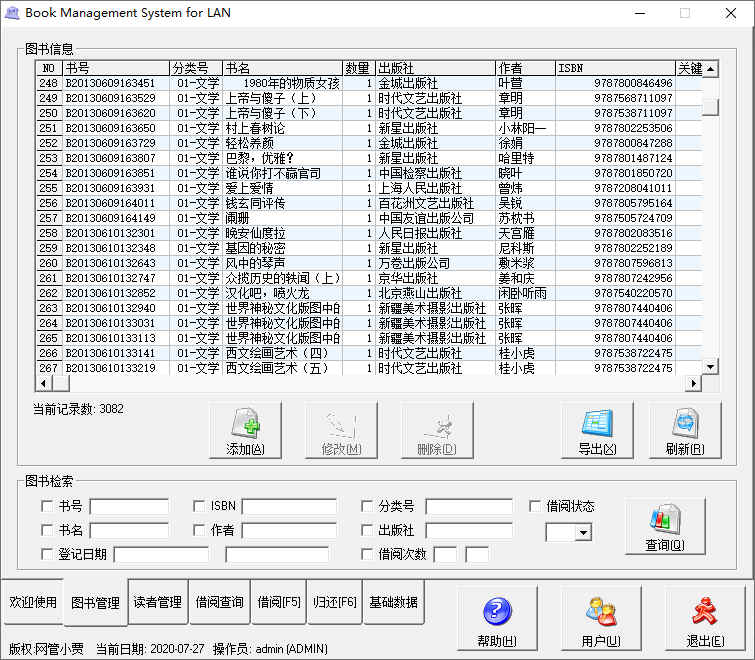 Book Management System for LAN
图书信息
NO 书号 分类号 书名 数量 出版社 作者 ISBN 关键
248 B20130609163451 01-文学 1980年的物质女孩 1 金城出版社 叶萱 9787800846496
249 B20130609163529 01-文学 上帝与傻子（上） 1 时代文艺出版社 章明 9787568711097
250 B20130609163620 01-文学 上帝与傻子（下） 1 时代文艺出版社 章明 9787538711097
251 B20130609163650 01-文学 村上春树论 1 新星出版社 小林阳一 9787802253506
252 B20130609163729 01-文学 轻松养颜 1 金城出版社 徐娟 9787800847288
253 B20130609163807 01-文学 巴黎，优雅？ 1 新星出版社 哈里特 9787801487124
254 B20130609163851 01-文学 谁说你打不赢官司 1 中国检察出版社 晓叶 9787801850720
255 B20130609163931 01-文学 爱上爱情 1 上海人民出版社 曾炜 9787208041011
256 B20130609164011 01-文学 钱玄同评传 1 百花洲文艺出版社 吴锐 9787805795164
257 B20130609164149 01-文学 阑珊 1 中国友谊出版公司 苏枕书 9787505724709
258 B20130610132301 01-文学 晚安仙度拉 1 人民日报出版社 天宫雁 9787802083516
259 B20130610132348 01-文学 基因的秘密 1 新星出版社 尼科斯 9787802252189
260 B20130610132643 01-文学 风中的琴声 1 万卷出版公司 敷米浆 9787807596813
261 B20130610132747 01-文学 众揽历史的轶闻（上） 1 京华出版社 姜和庆 9787807242956
262 B20130610132852 01-文学 汉化吧，喷火龙 1 北京燕山出版社 闲卧听雨 9787540220570
263 B20130610132940 01-文学 世界神秘文化版图中的 1 新疆美术摄影出版社 张晖 9787807440406
264 B20130610133031 01-文学 世界神秘文化版图中的 1 新疆美术摄影出版社 张晖 9787807440406
265 B20130610133113 01-文学 世界神秘文化版图中的 1 新疆美术摄影出版社 张晖 9787807440406
266 B20130610133141 01-文学 西文绘画艺术（四） 1 时代文艺出版社 桂小虎 9787538722475
267 B20130610133219 01-文学 西文绘画艺术（五） 1 时代文艺出版社 桂小虎 9787538722475
当前记录数: 3082
添加(A) 修改(M) 删除(D) 导出(X) 刷新(R)
图书检索
书号 ISBN 分类号 借阅状态
书名 作者 出版社
登记日期 借阅次数
查询(Q)
欢迎使用 图书管理 读者管理 借阅查询 借阅[F5] 归还[F6] 基础数据
帮助(H) 用户(U) 退出(E)
版权:网管小贾 当前日期: 2020-07-27 操作员: admin (ADMIN)